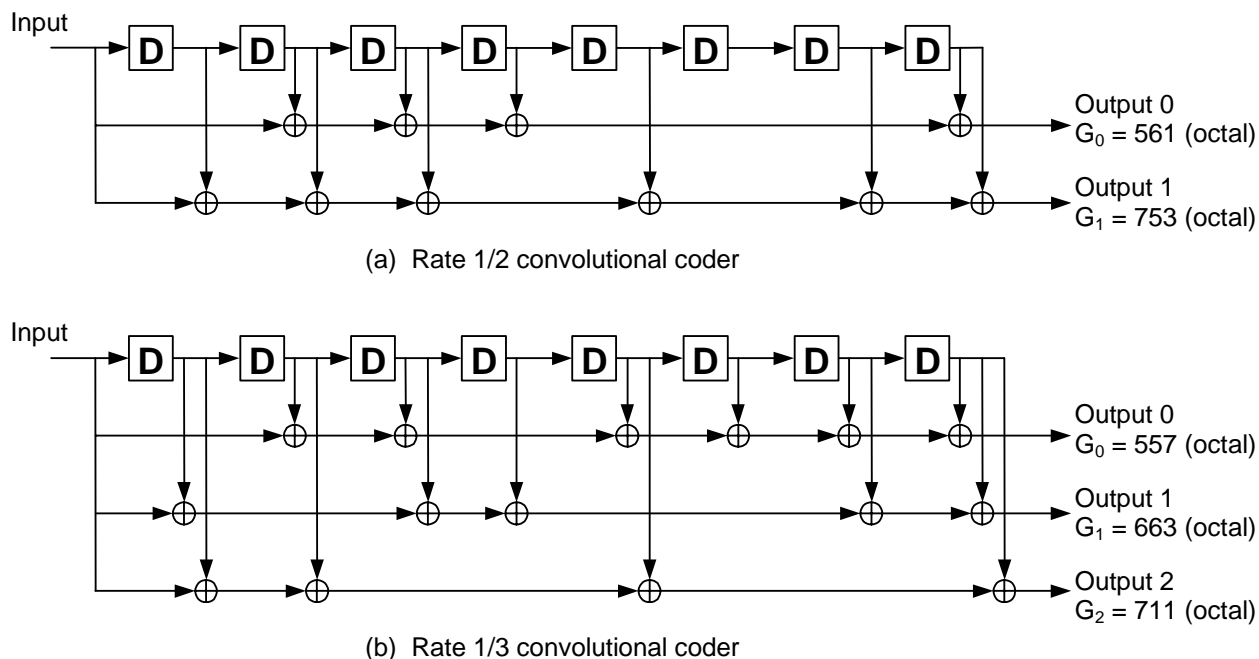 Input
D D D D D D D D
Output 0
G₀ = 561 (octal)
Output 1
G₁ = 753 (octal)
(a) Rate 1/2 convolutional coder
Input
D D D D D D D D
Output 0
G₀ = 557 (octal)
Output 1
G₁ = 663 (octal)
Output 2
G₂ = 711 (octal)
(b) Rate 1/3 convolutional coder